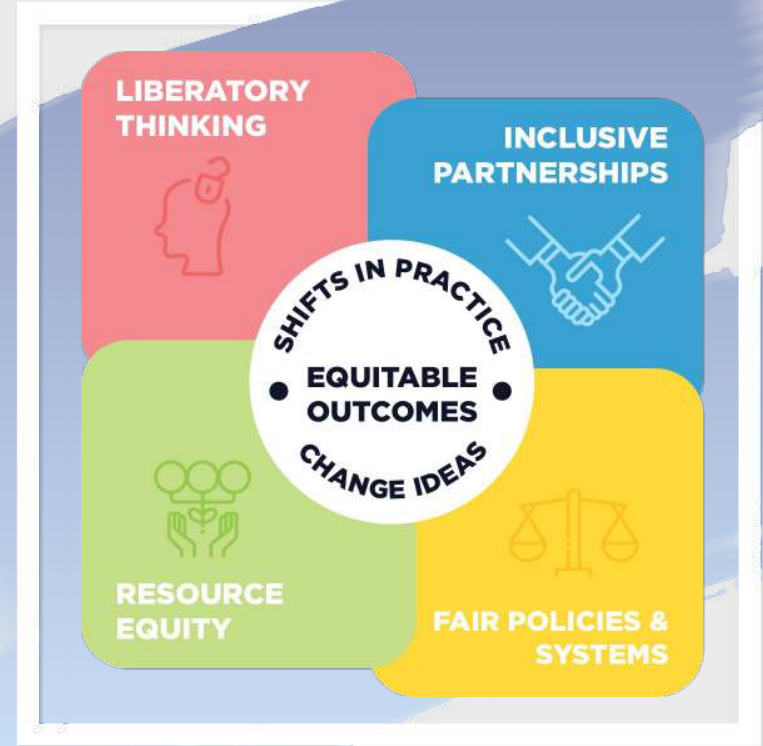 LIBERATORY
THINKING
INCLUSIVE
PARTNERSHIPS
SHIFTS IN PRACTICE
EQUITABLE
OUTCOMES
CHANGE IDEAS
RESOURCE
EQUITY
FAIR POLICIES &
SYSTEMS